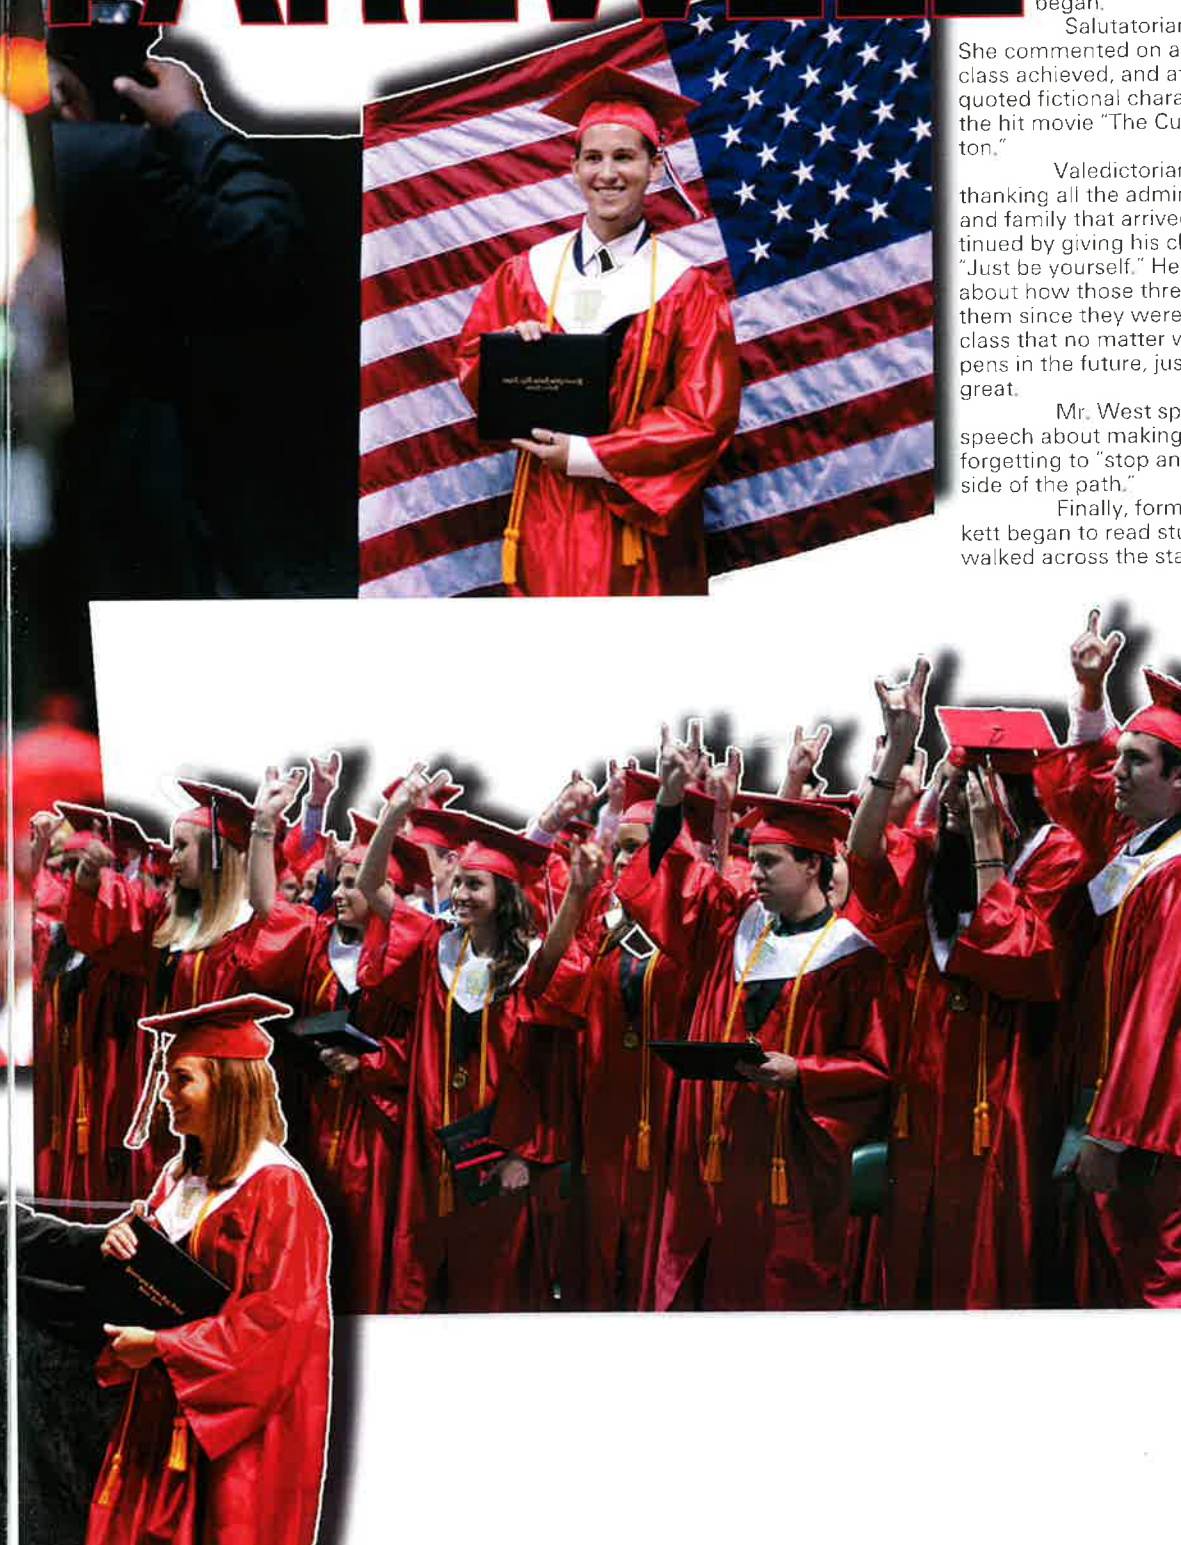 FAREWELL
began.
Salutatorian
She commented on a
class achieved, and a
quoted fictional chara
the hit movie "The Cu
ton."
Valedictorian
thanking all the admi
and family that arrive
tinued by giving his cl
"Just be yourself." He
about how those thre
them since they were
class that no matter
pens in the future, jus
great.
Mr. West sp
speech about making
forgetting to "stop an
side of the path."
Finally, form
kett began to read stu
walked across the sta